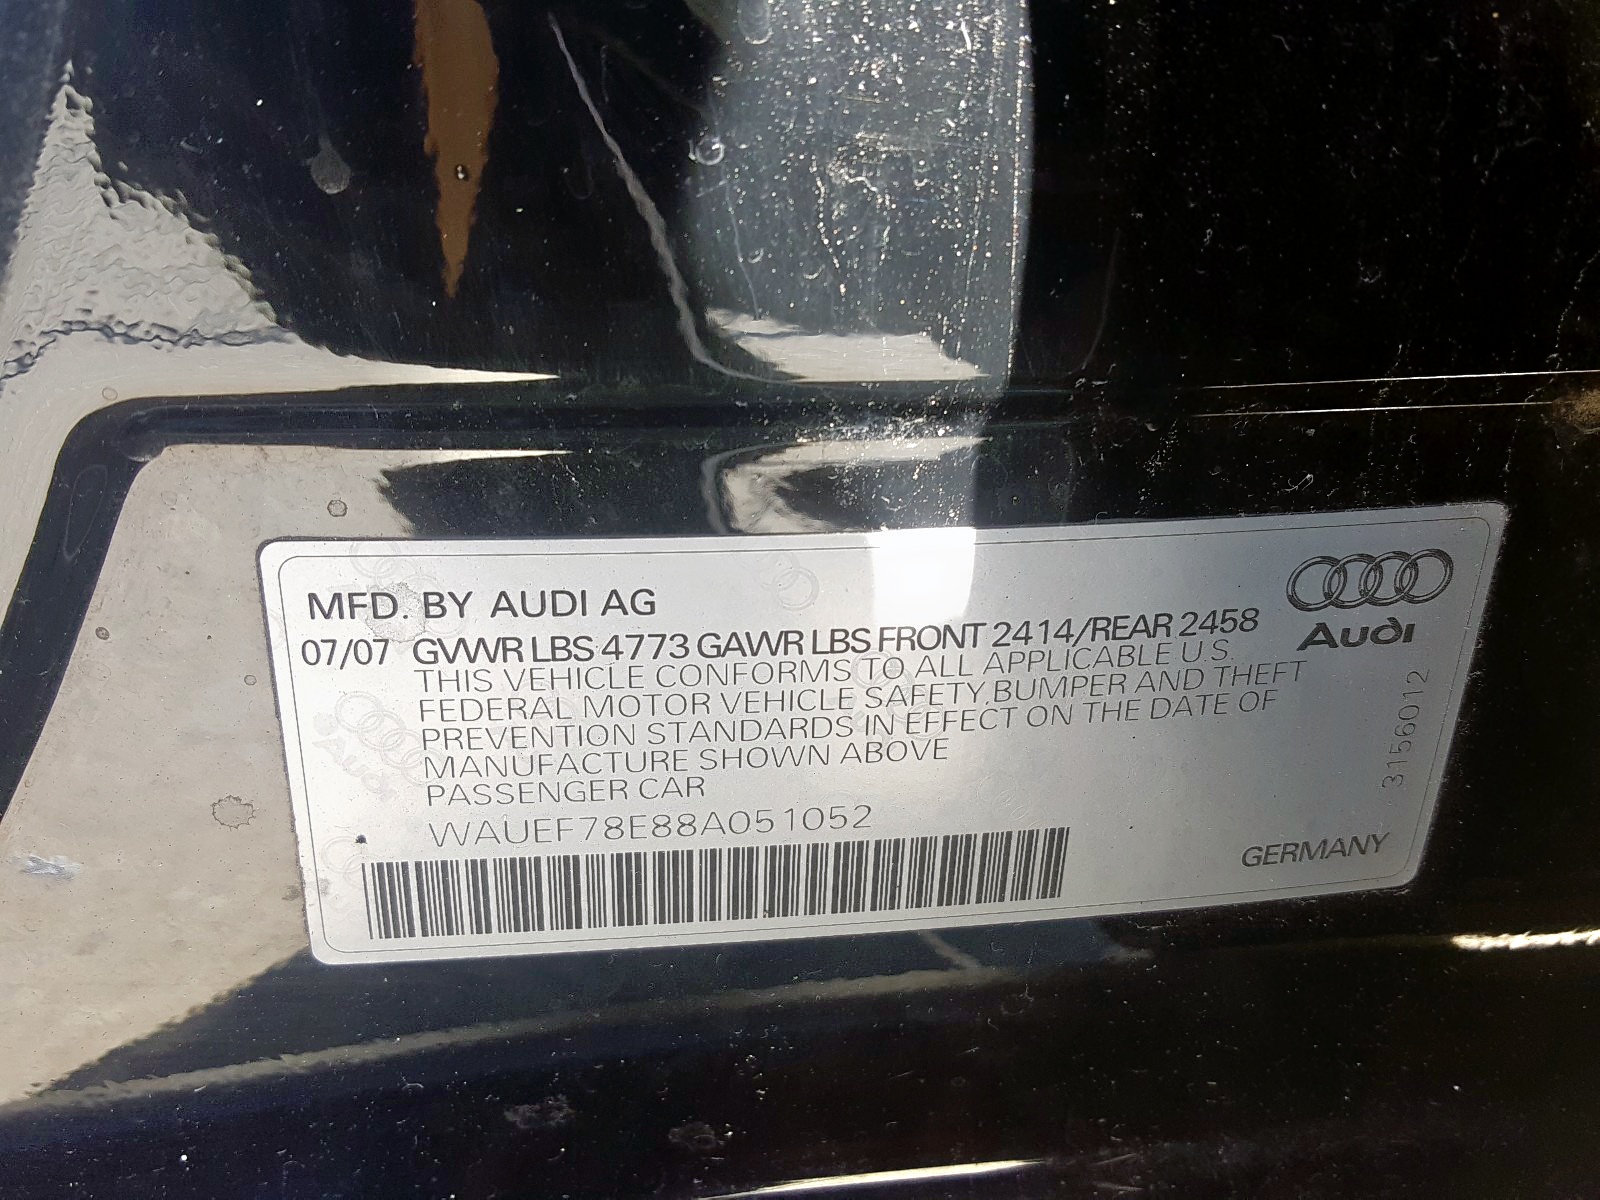 MFD. BY AUDI AG
07/07 GVWR LBS 4773 GAWR LBS FRONT 2414/REAR 2458
THIS VEHICLE CONFORMS TO ALL APPLICABLE U.S.
FEDERAL MOTOR VEHICLE SAFETY, BUMPER AND THEFT
PREVENTION STANDARDS IN EFFECT ON THE DATE OF
MANUFACTURE SHOWN ABOVE
PASSENGER CAR
WAUEF78E88A051052
Audi
3156012
GERMANY
Audi